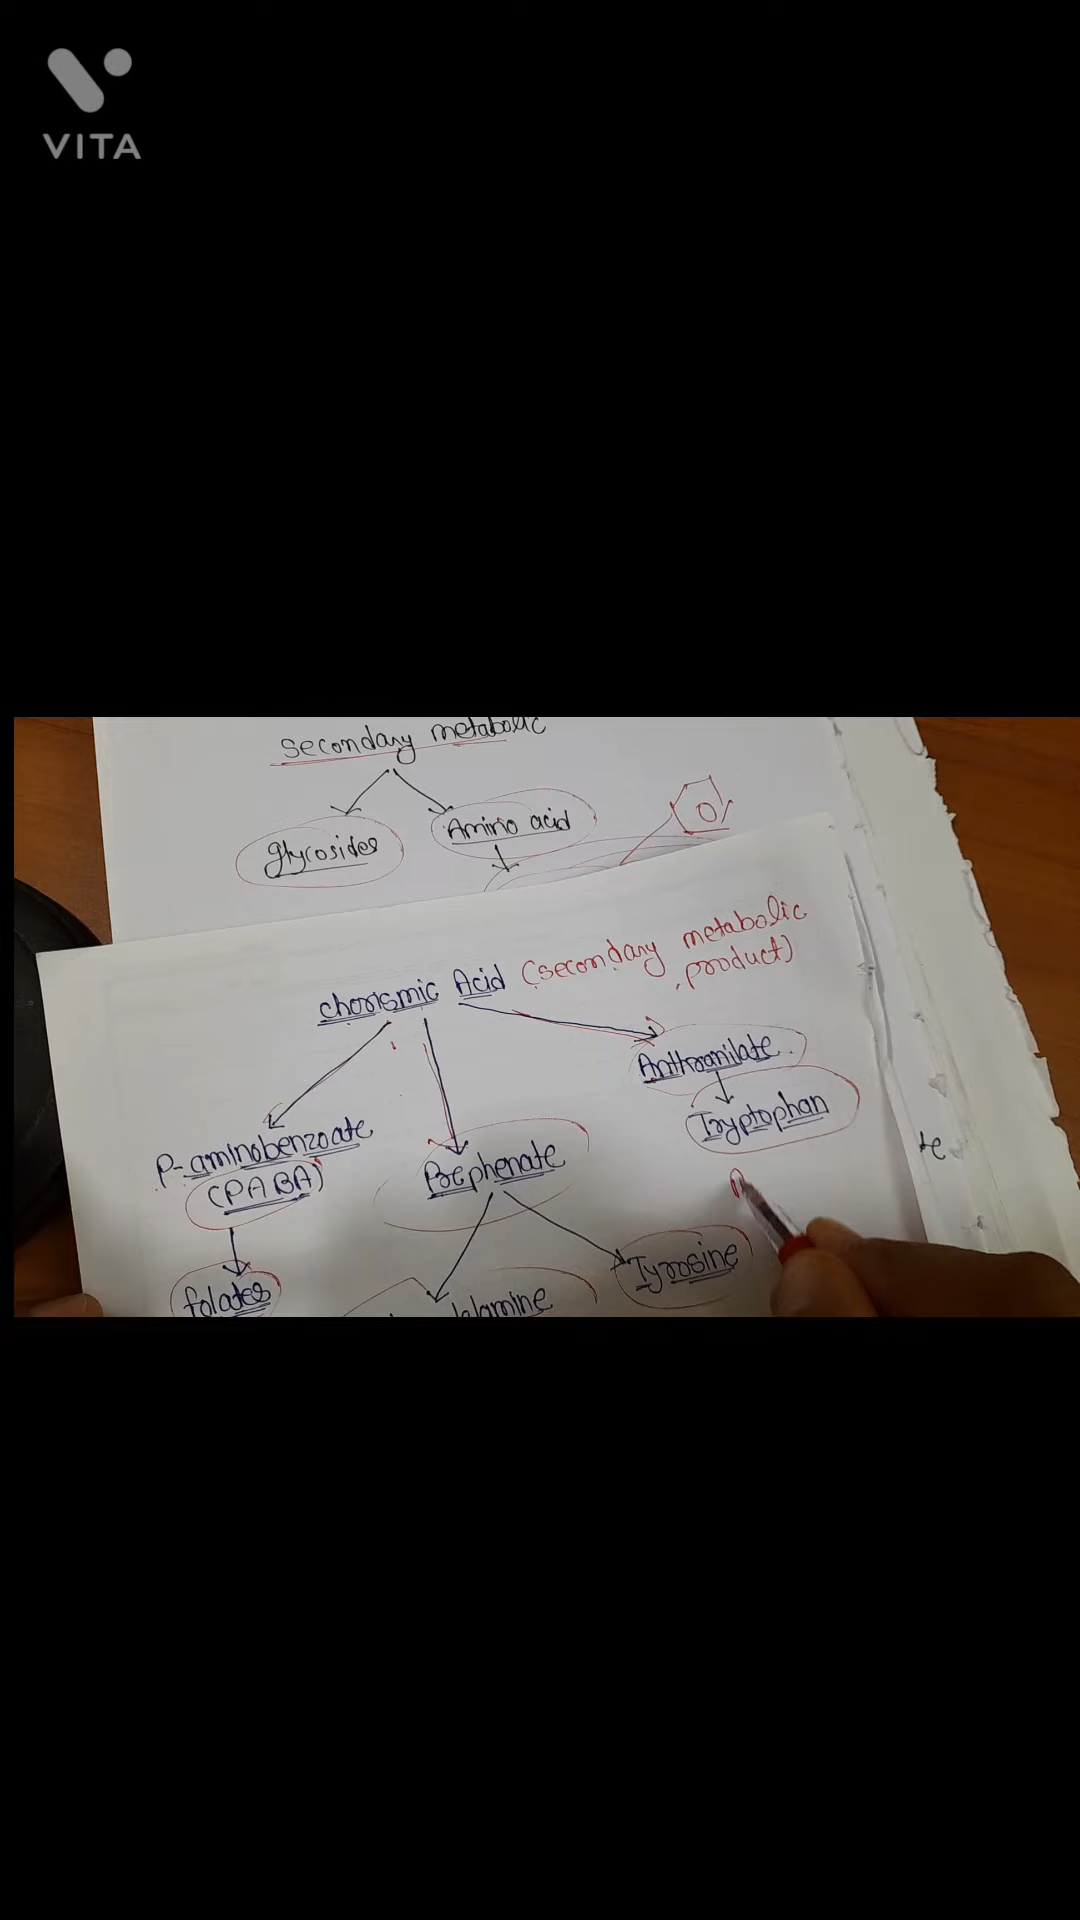 VITA
secondary metabolic
glycosides
Amino acid
chorismic Acid (secondary metabolic
product)
Anthranilate.
Tryptophan
P-aminobenzoate
(PABA)
Prephenate
folates
Tyrosine